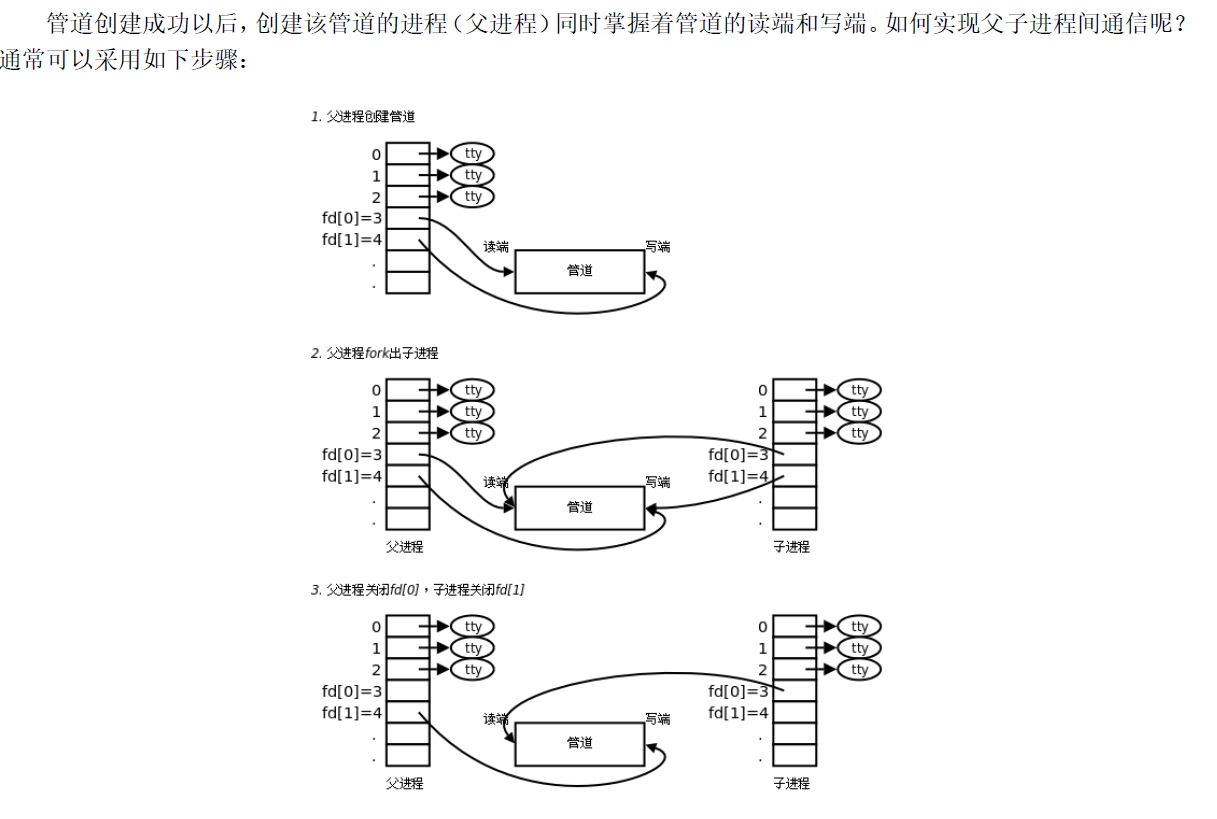 管道创建成功以后，创建该管道的进程（父进程）同时掌握着管道的读端和写端。如何实现父子进程间通信呢？
通常可以采用如下步骤：
1. 父进程创建管道
0 tty
1 tty
2 tty
fd[0]=3
读端 写端
fd[1]=4
.
管道
.
2. 父进程fork出子进程
0 tty 0 tty
1 tty 1 tty
2 tty 2 tty
fd[0]=3 fd[0]=3
fd[1]=4 读端 写端 fd[1]=4
. .
管道
. .
父进程 子进程
3. 父进程关闭fd[0]，子进程关闭fd[1]
0 tty 0 tty
1 tty 1 tty
2 tty 2 tty
fd[0]=3 fd[0]=3
fd[1]=4 读端 写端 fd[1]=4
. .
管道
. .
父进程 子进程